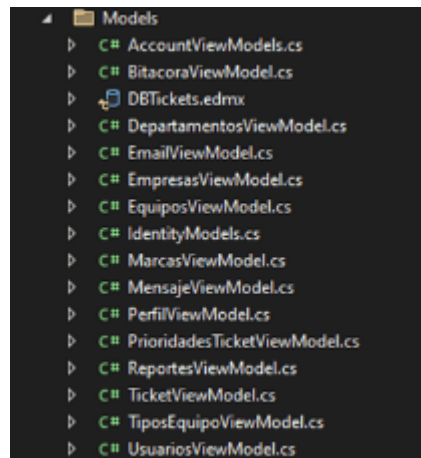 Models
C# AccountViewModels.cs
C# BitacoraViewModel.cs
DBTickets.edmx
C# DepartamentosViewModel.cs
C# EmailViewModel.cs
C# EmpresasViewModel.cs
C# EquiposViewModel.cs
C# IdentityModels.cs
C# MarcasViewModel.cs
C# MensajeViewModel.cs
C# PerfilViewModel.cs
C# PrioridadesTicketViewModel.cs
C# ReportesViewModel.cs
C# TicketViewModel.cs
C# TiposEquipoViewModel.cs
C# UsuariosViewModel.cs